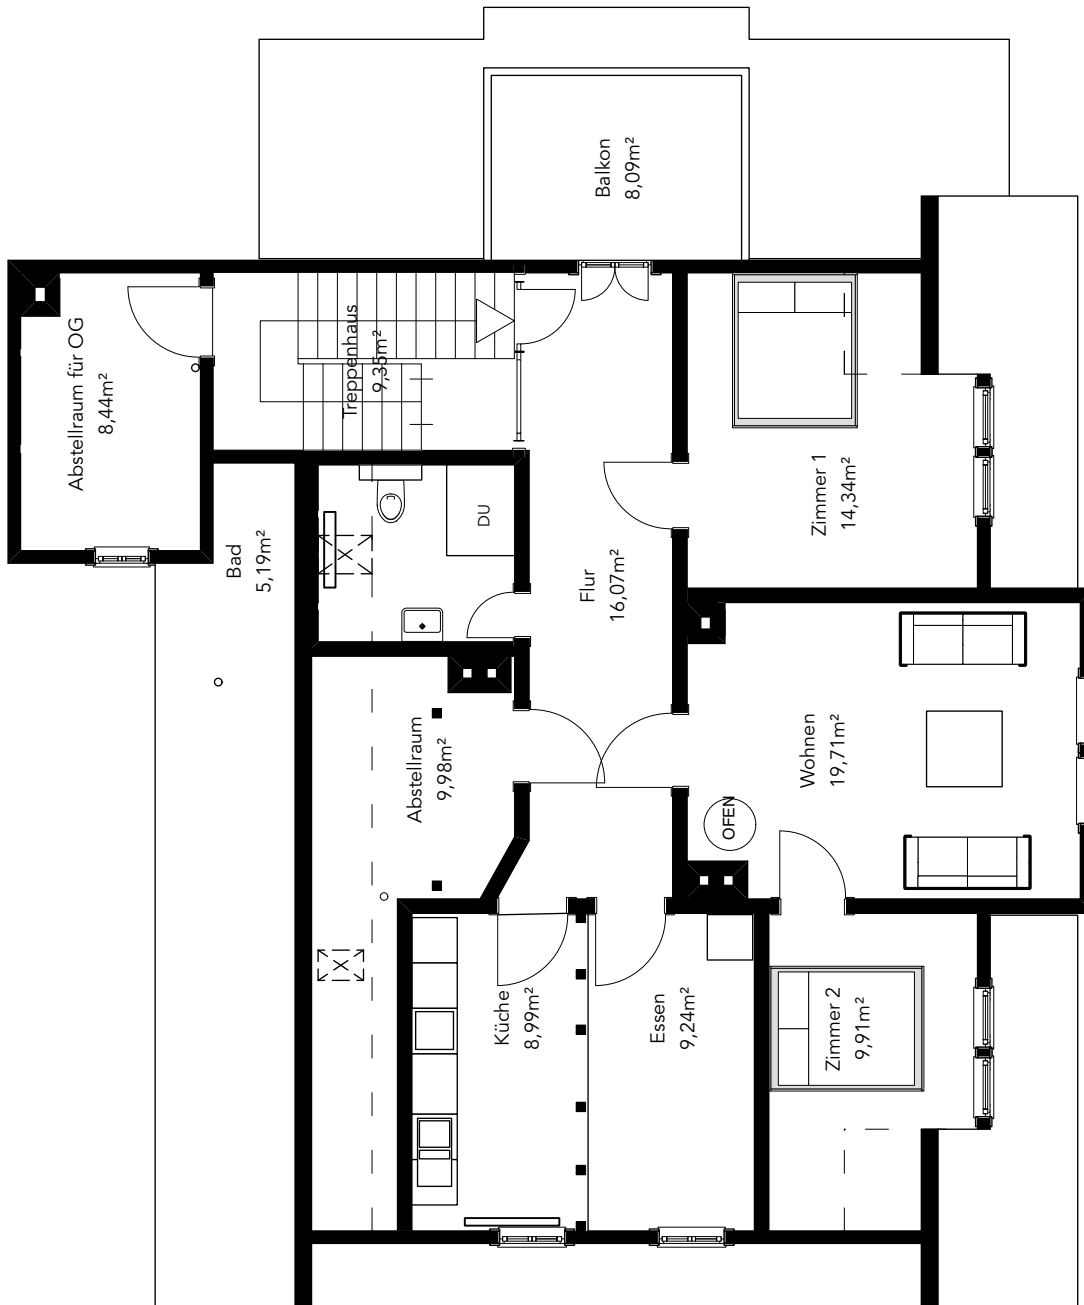 Balkon
8,09m²
Abstellraum für OG
8,44m²
Treppenhaus
9,35m²
Zimmer 1
14,34m²
DU
Bad
5,19m²
Flur
16,07m²
Wohnen
19,71m²
Abstellraum
9,98m²
OFEN
Küche
8,99m²
Essen
9,24m²
Zimmer 2
9,91m²